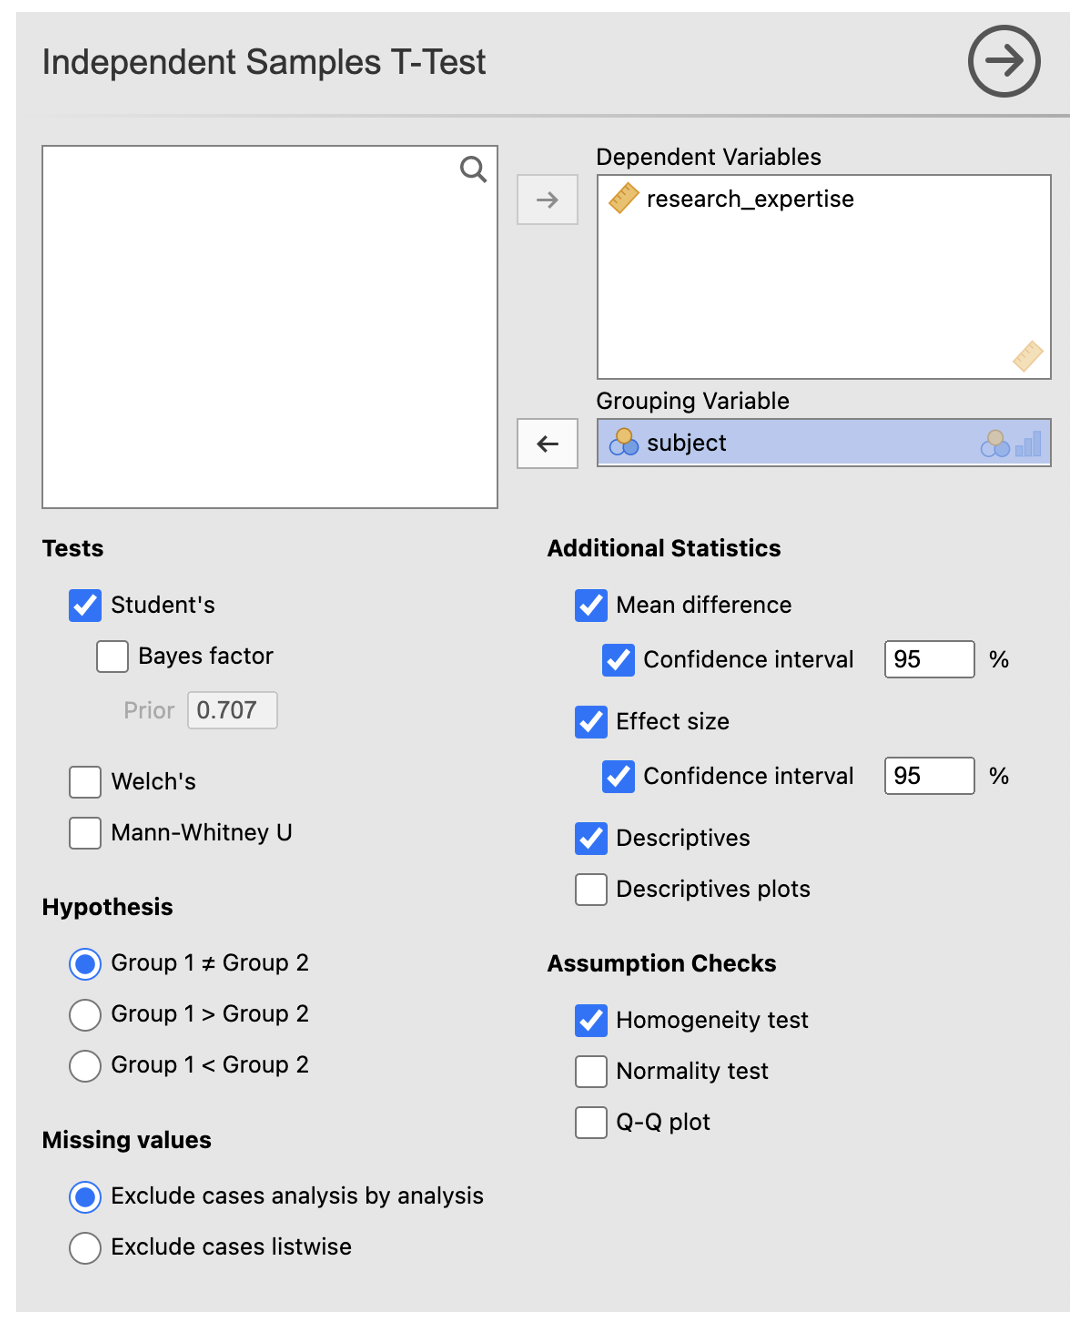 Independent Samples T-Test
Dependent Variables
research_expertise
Grouping Variable
subject
Tests
Student's
Bayes factor
Prior 0.707
Welch's
Mann-Whitney U
Hypothesis
Group 1 ≠ Group 2
Group 1 > Group 2
Group 1 < Group 2
Missing values
Exclude cases analysis by analysis
Exclude cases listwise
Additional Statistics
Mean difference
Confidence interval 95 %
Effect size
Confidence interval 95 %
Descriptives
Descriptives plots
Assumption Checks
Homogeneity test
Normality test
Q-Q plot